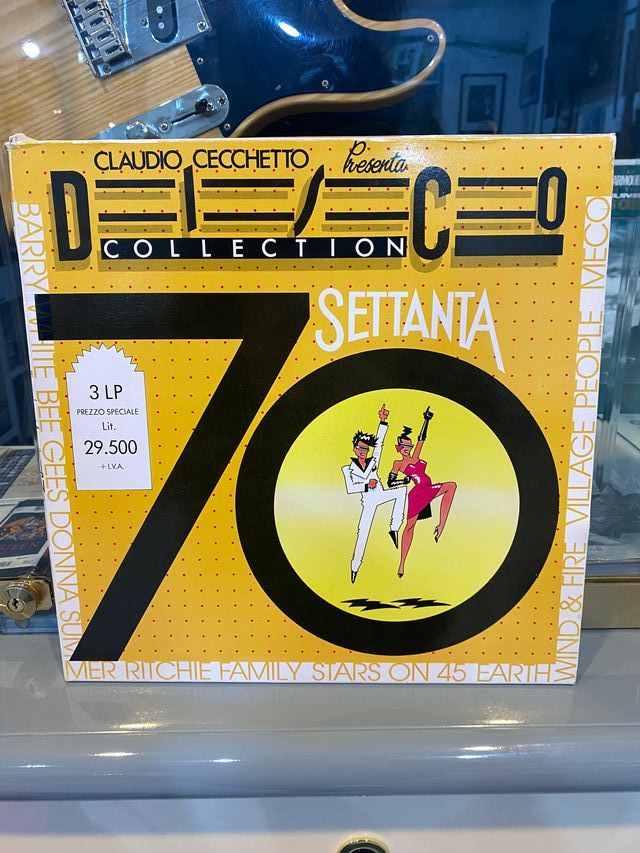 CLAUDIO CECCHETTO Presenta
DISCO
COLLECTION
70
SETTANTA
3 LP
PREZZO SPECIALE
Lit.
29.500
+ I.V.A.
BARRY WHITE BEE GEES DONNA SUMMER RITCHIE FAMILY STARS ON 45 EARTH WIND & FIRE VILLAGE PEOPLE MECO